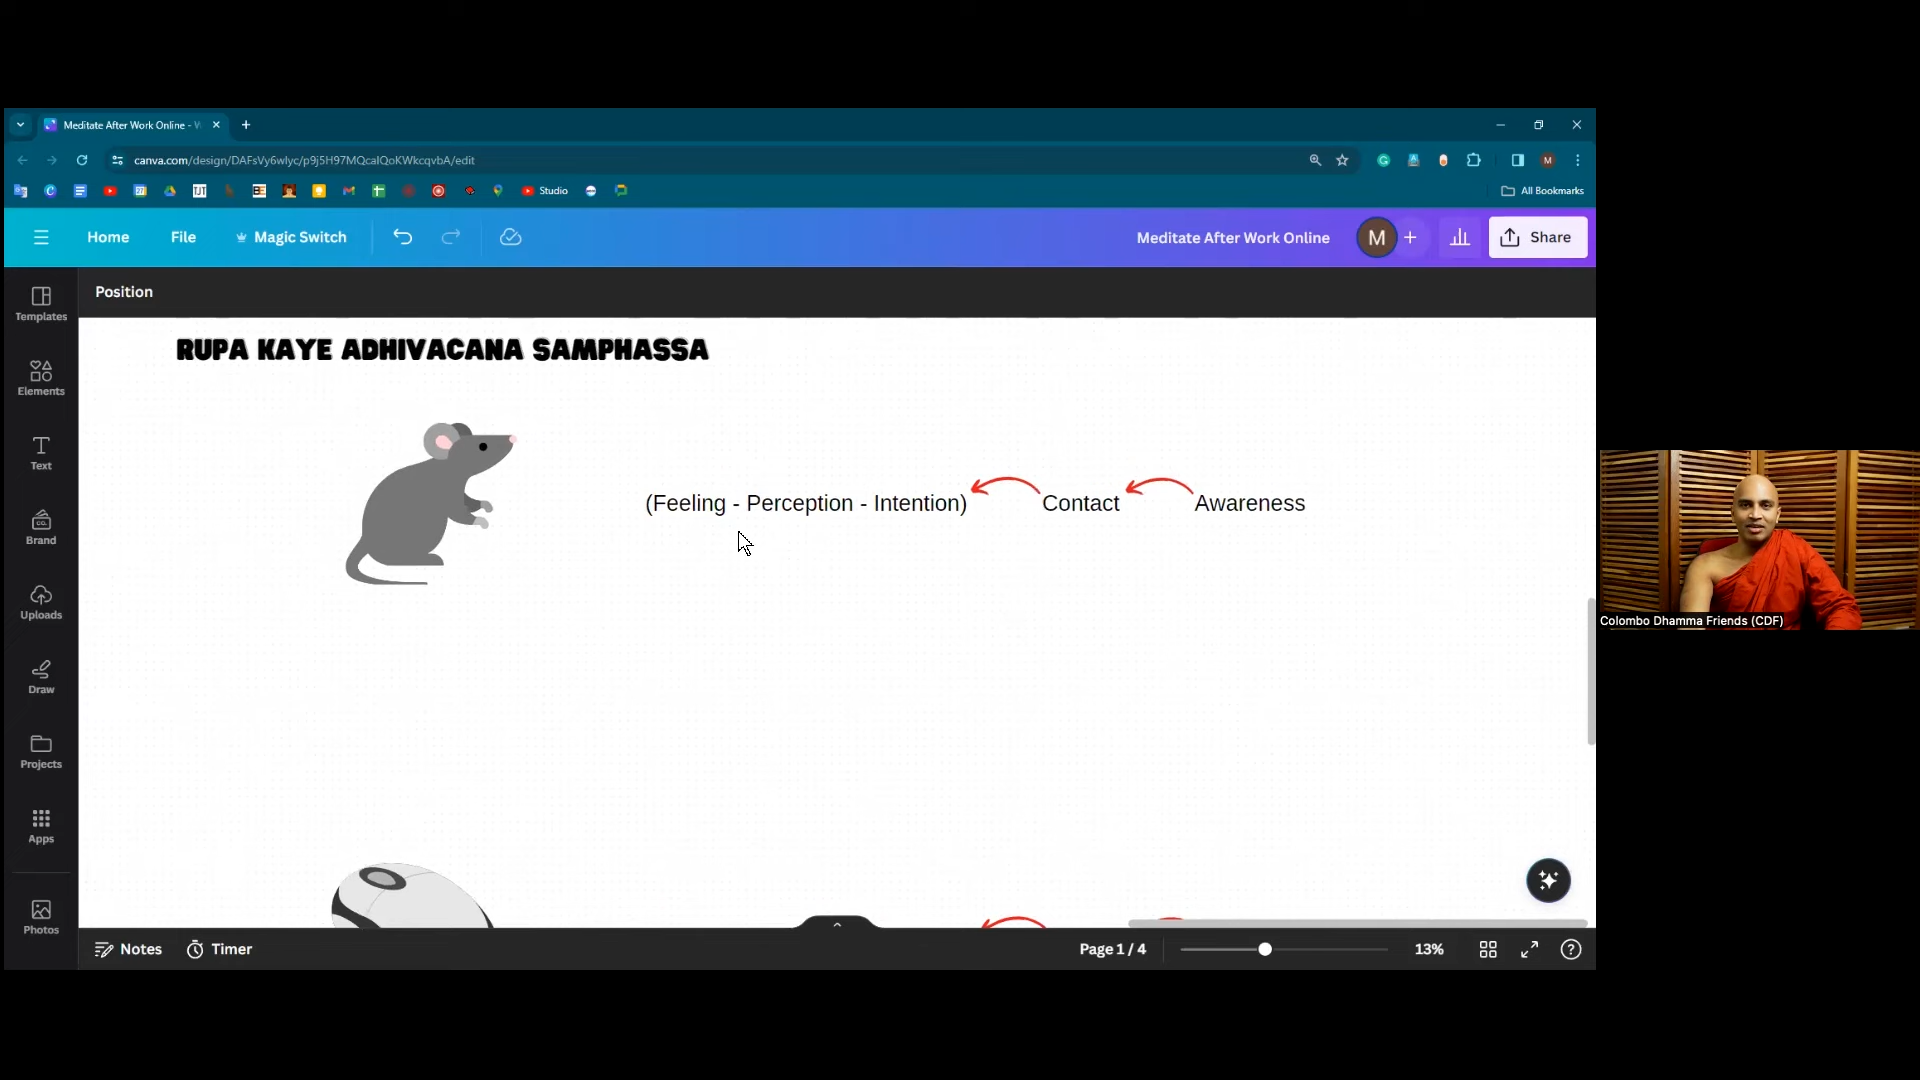 Meditate After Work Online - W
canva.com/design/DAFsVy6wlyc/p9j5H97MQcaIQoKWkcqvbA/edit
Studio
All Bookmarks
Home
File
Magic Switch
Meditate After Work Online
M
Share
Position
Templates
Elements
Text
Brand
Uploads
Draw
Projects
Apps
Photos
RUPA KAYE ADHIVACANA SAMPHASSA
(Feeling - Perception - Intention)
Contact
Awareness
Colombo Dhamma Friends (CDF)
Notes
Timer
Page 1 / 4
13%